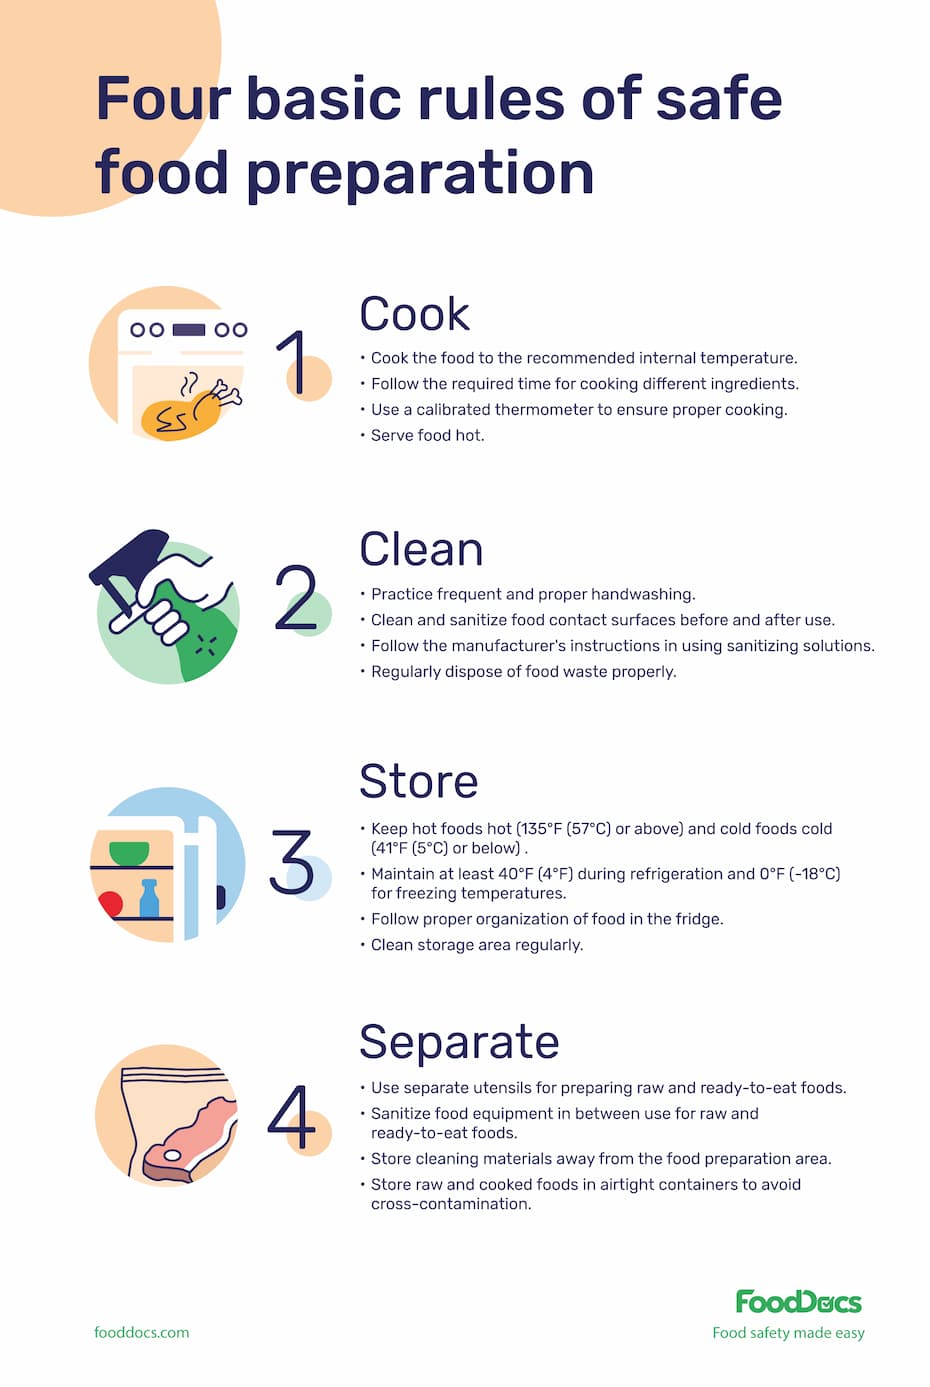 Four basic rules of safe
food preparation
1
Cook
• Cook the food to the recommended internal temperature.
• Follow the required time for cooking different ingredients.
• Use a calibrated thermometer to ensure proper cooking.
• Serve food hot.
2
Clean
• Practice frequent and proper handwashing.
• Clean and sanitize food contact surfaces before and after use.
• Follow the manufacturer's instructions in using sanitizing solutions.
• Regularly dispose of food waste properly.
3
Store
• Keep hot foods hot (135°F (57°C) or above) and cold foods cold
(41°F (5°C) or below) .
• Maintain at least 40°F (4°F) during refrigeration and 0°F (-18°C)
for freezing temperatures.
• Follow proper organization of food in the fridge.
• Clean storage area regularly.
4
Separate
• Use separate utensils for preparing raw and ready-to-eat foods.
• Sanitize food equipment in between use for raw and
ready-to-eat foods.
• Store cleaning materials away from the food preparation area.
• Store raw and cooked foods in airtight containers to avoid
cross-contamination.
FoodDocs
fooddocs.com
Food safety made easy